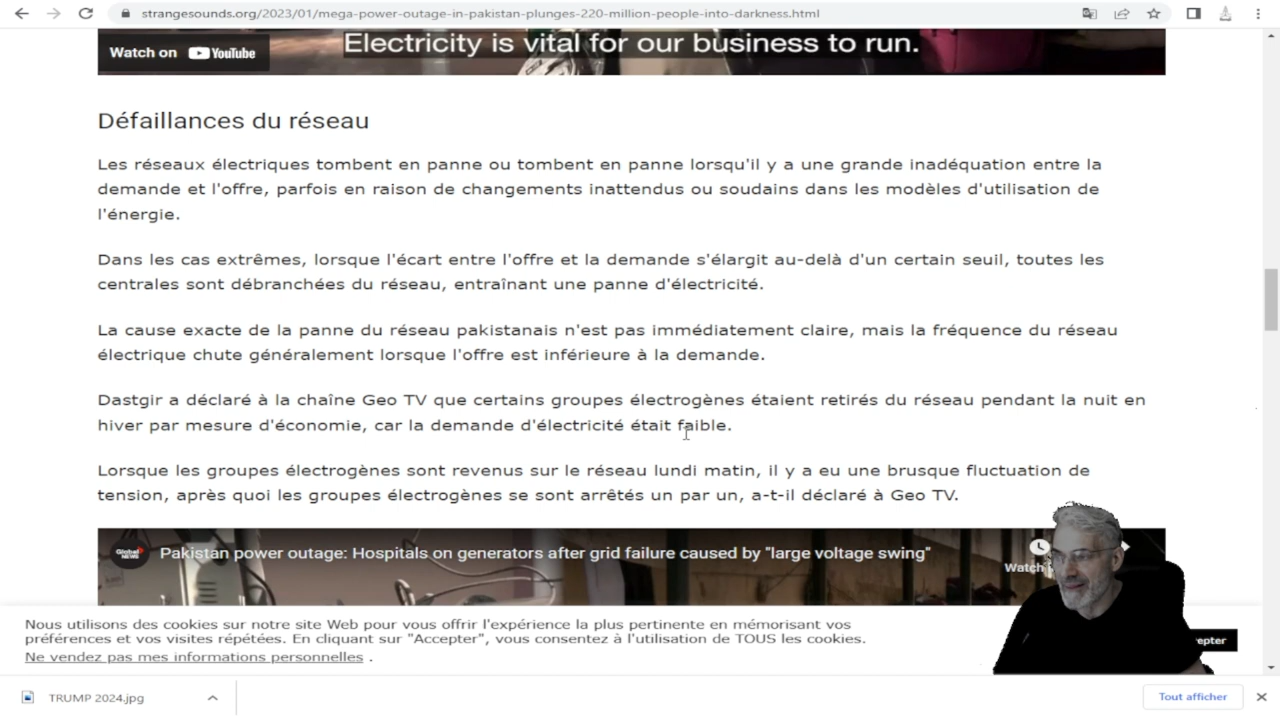 strangesounds.org/2023/01/mega-power-outage-in-pakistan-plunges-220-million-people-into-darkness.html
Watch on YouTube
Electricity is vital for our business to run.
Défaillances du réseau
Les réseaux électriques tombent en panne ou tombent en panne lorsqu'il y a une grande inadéquation entre la
demande et l'offre, parfois en raison de changements inattendus ou soudains dans les modèles d'utilisation de
l'énergie.
Dans les cas extrêmes, lorsque l'écart entre l'offre et la demande s'élargit au-delà d'un certain seuil, toutes les
centrales sont débranchées du réseau, entraînant une panne d'électricité.
La cause exacte de la panne du réseau pakistanais n'est pas immédiatement claire, mais la fréquence du réseau
électrique chute généralement lorsque l'offre est inférieure à la demande.
Dastgir a déclaré à la chaîne Geo TV que certains groupes électrogènes étaient retirés du réseau pendant la nuit en
hiver par mesure d'économie, car la demande d'électricité était faible.
Lorsque les groupes électrogènes sont revenus sur le réseau lundi matin, il y a eu une brusque fluctuation de
tension, après quoi les groupes électrogènes se sont arrêtés un par un, a-t-il déclaré à Geo TV.
Global NEWS
Pakistan power outage: Hospitals on generators after grid failure caused by "large voltage swing"
Watch
Nous utilisons des cookies sur notre site Web pour vous offrir l'expérience la plus pertinente en mémorisant vos
préférences et vos visites répétées. En cliquant sur "Accepter", vous consentez à l'utilisation de TOUS les cookies.
epter
Ne vendez pas mes informations personnelles .
TRUMP 2024.jpg
Tout afficher